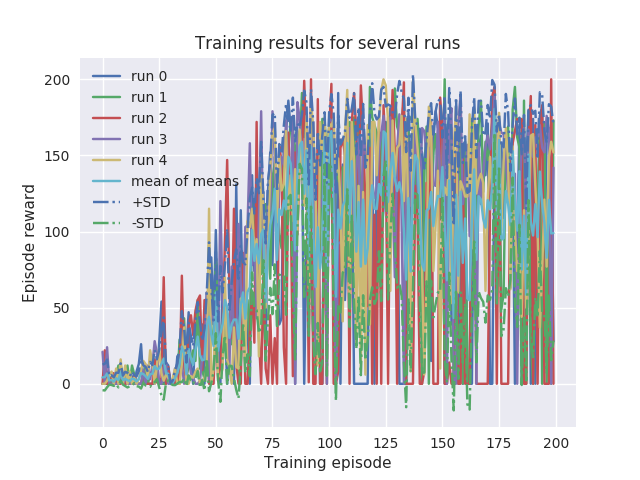 Training results for several runs
200
150
100
50
0
Episode reward
run 0
run 1
run 2
run 3
run 4
mean of means
+STD
-STD
0 25 50 75 100 125 150 175 200
Training episode